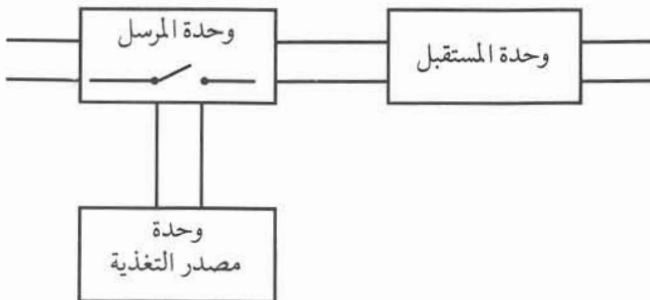 وحدة المرسل
وحدة المستقبل
وحدة
مصدر التغذية